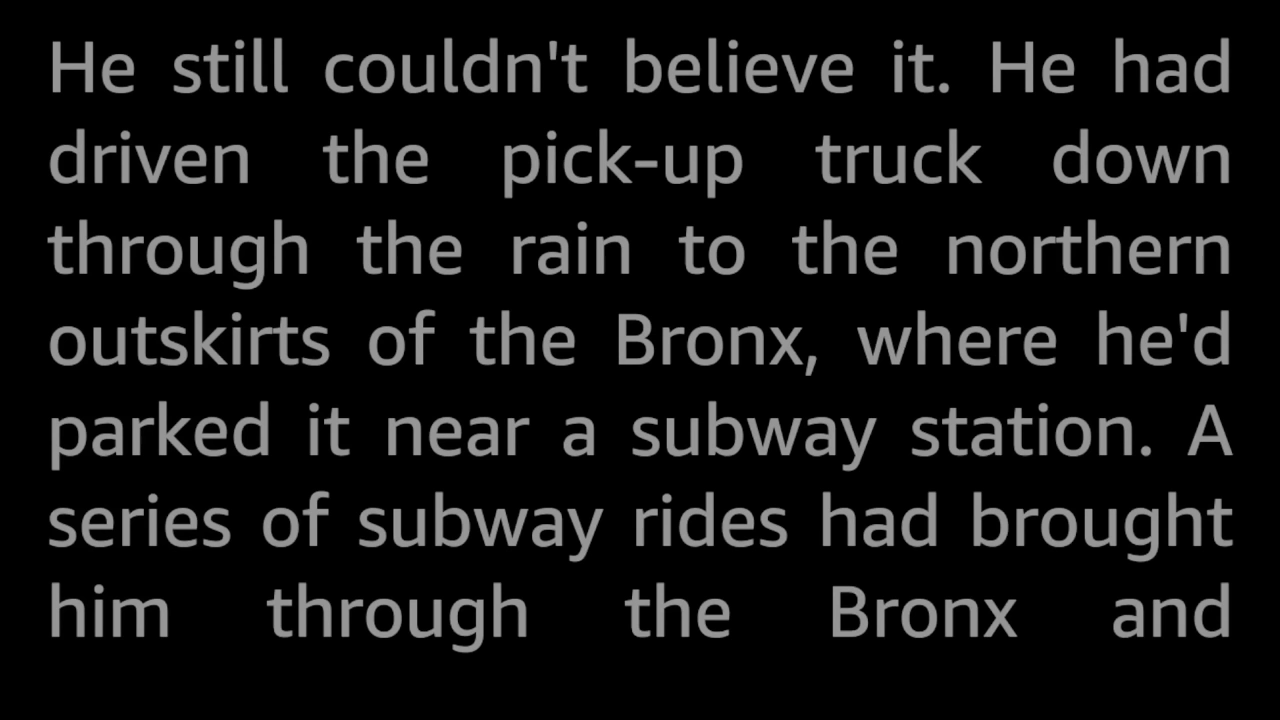 He still couldn't believe it. He had
driven the pick-up truck down
through the rain to the northern
outskirts of the Bronx, where he'd
parked it near a subway station. A
series of subway rides had brought
him through the Bronx and